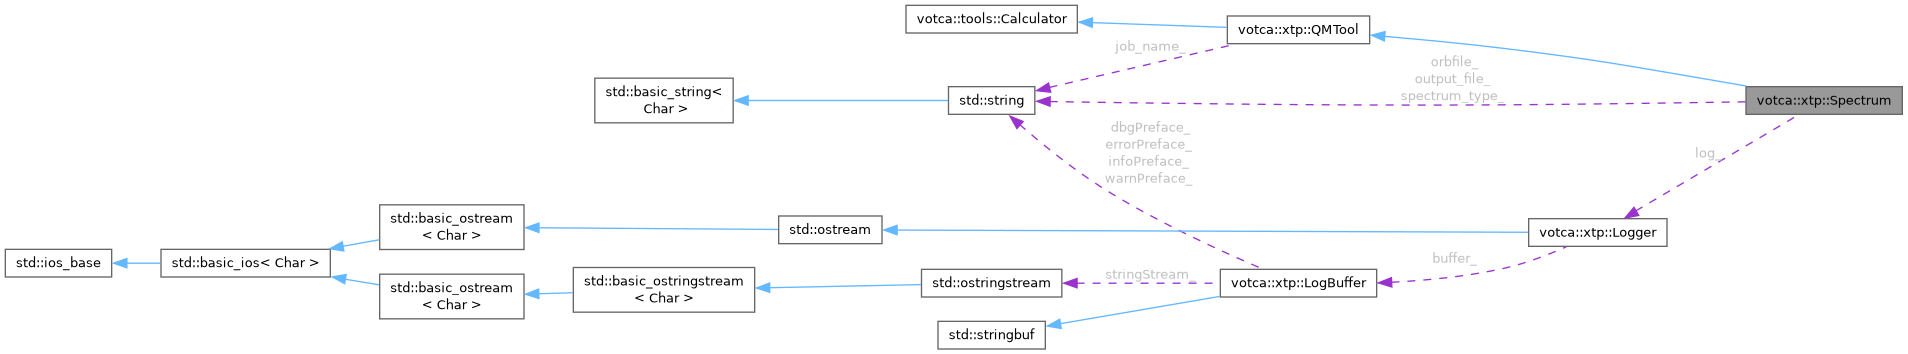 votca::tools::Calculator
votca::xtp::QMTool
job_name_
orbfile_
output_file_
spectrum_type_
std::basic_string<
Char >
std::string
votca::xtp::Spectrum
dbgPreface_
errorPreface_
infoPreface_
warnPreface_
log_
std::basic_ostream
< Char >
std::ostream
votca::xtp::Logger
std::ios_base
std::basic_ios< Char >
buffer_
std::basic_ostream
< Char >
std::basic_ostringstream
< Char >
std::ostringstream
stringStream_
votca::xtp::LogBuffer
std::stringbuf